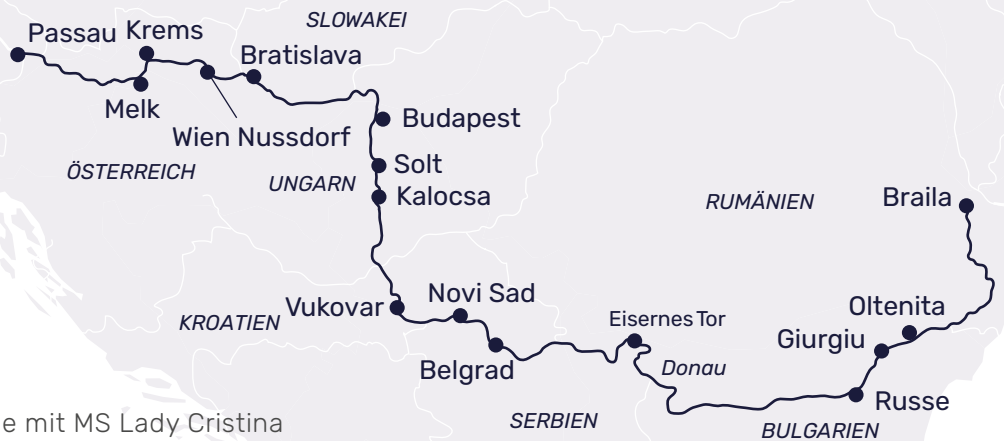 SLOWAKEI
Passau
Krems
Bratislava
Melk
Wien Nussdorf
Budapest
ÖSTERREICH
Solt
UNGARN
Kalocsa
RUMÄNIEN
Braila
Vukovar
Novi Sad
KROATIEN
Eisernes Tor
Oltenita
Giurgiu
Belgrad
Donau
Russe
SERBIEN
BULGARIEN
e mit MS Lady Cristina